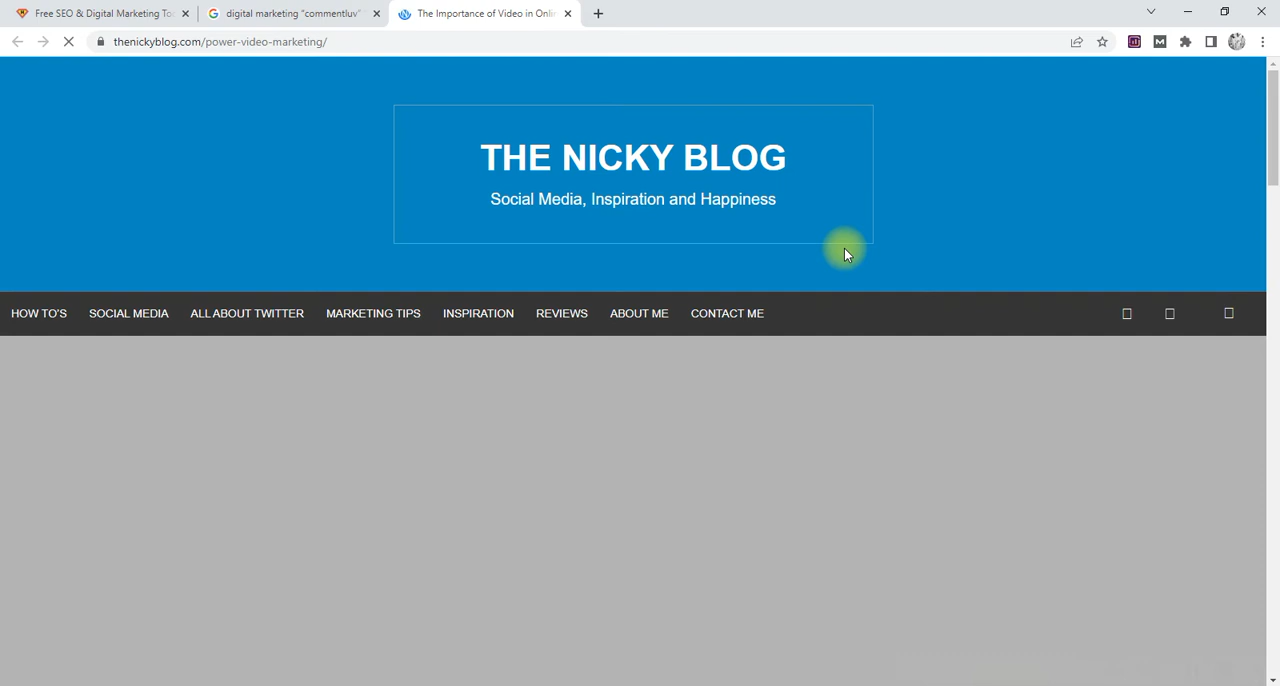 Free SEO & Digital Marketing Too
digital marketing “commentluv”
The Importance of Video in Onlin
thenickyblog.com/power-video-marketing/
THE NICKY BLOG
Social Media, Inspiration and Happiness
HOW TO'S SOCIAL MEDIA ALL ABOUT TWITTER MARKETING TIPS INSPIRATION REVIEWS ABOUT ME CONTACT ME